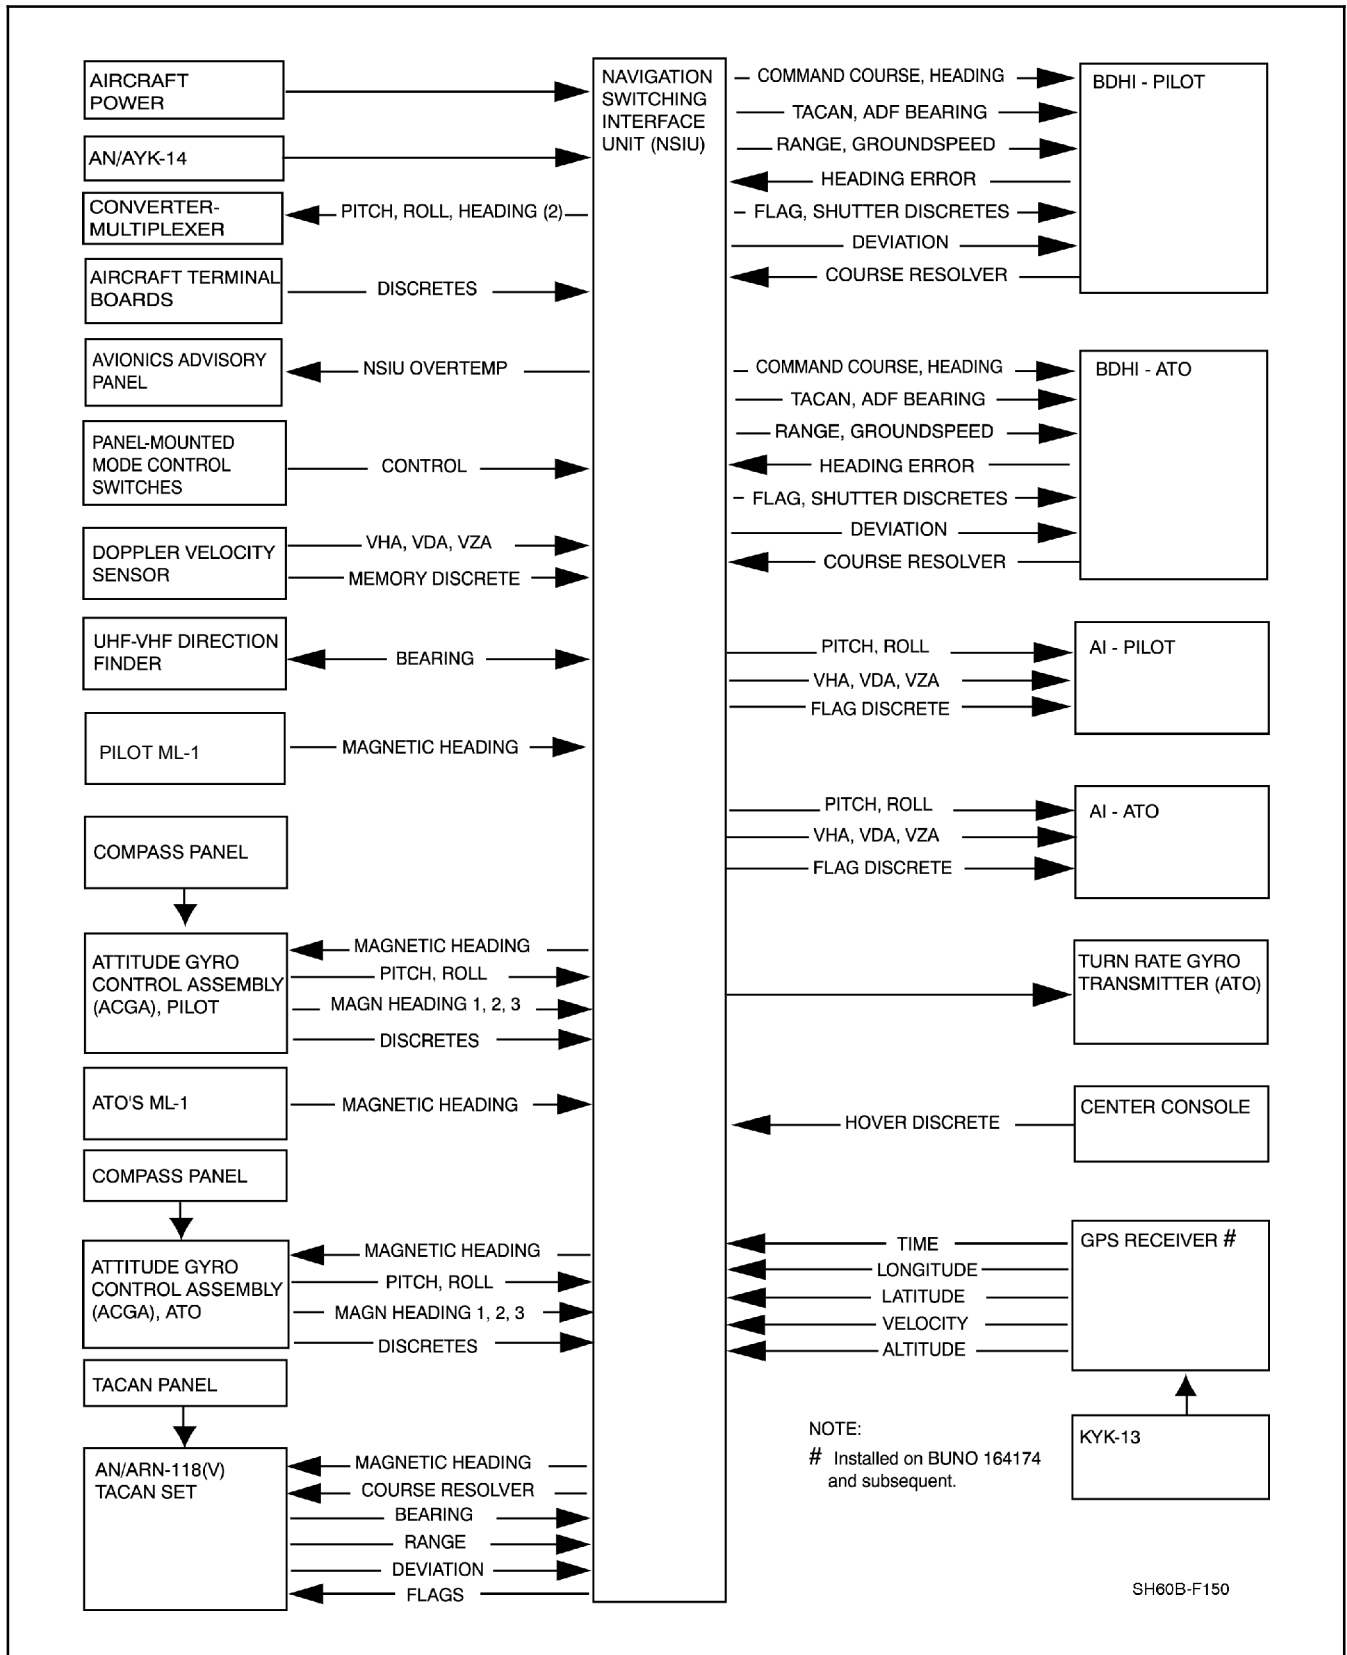 AIRCRAFT
POWER
AN/AYK-14
CONVERTER-
MULTIPLEXER
PITCH, ROLL, HEADING (2)
AIRCRAFT TERMINAL
BOARDS
DISCRETES
AVIONICS ADVISORY
PANEL
NSIU OVERTEMP
PANEL-MOUNTED
MODE CONTROL
SWITCHES
CONTROL
DOPPLER VELOCITY
SENSOR
VHA, VDA, VZA
MEMORY DISCRETE
UHF-VHF DIRECTION
FINDER
BEARING
PILOT ML-1
MAGNETIC HEADING
COMPASS PANEL
ATTITUDE GYRO
CONTROL ASSEMBLY
(ACGA), PILOT
MAGNETIC HEADING
PITCH, ROLL
MAGN HEADING 1, 2, 3
DISCRETES
ATO'S ML-1
MAGNETIC HEADING
COMPASS PANEL
ATTITUDE GYRO
CONTROL ASSEMBLY
(ACGA), ATO
MAGNETIC HEADING
PITCH, ROLL
MAGN HEADING 1, 2, 3
DISCRETES
TACAN PANEL
AN/ARN-118(V)
TACAN SET
MAGNETIC HEADING
COURSE RESOLVER
BEARING
RANGE
DEVIATION
FLAGS
NAVIGATION
SWITCHING
INTERFACE
UNIT (NSIU)
COMMAND COURSE, HEADING
TACAN, ADF BEARING
RANGE, GROUNDSPEED
HEADING ERROR
FLAG, SHUTTER DISCRETES
DEVIATION
COURSE RESOLVER
BDHI - PILOT
COMMAND COURSE, HEADING
TACAN, ADF BEARING
RANGE, GROUNDSPEED
HEADING ERROR
FLAG, SHUTTER DISCRETES
DEVIATION
COURSE RESOLVER
BDHI - ATO
PITCH, ROLL
VHA, VDA, VZA
FLAG DISCRETE
AI - PILOT
PITCH, ROLL
VHA, VDA, VZA
FLAG DISCRETE
AI - ATO
TURN RATE GYRO
TRANSMITTER (ATO)
HOVER DISCRETE
CENTER CONSOLE
TIME
LONGITUDE
LATITUDE
VELOCITY
ALTITUDE
GPS RECEIVER #
KYK-13
NOTE:
# Installed on BUNO 164174
and subsequent.
SH60B-F150